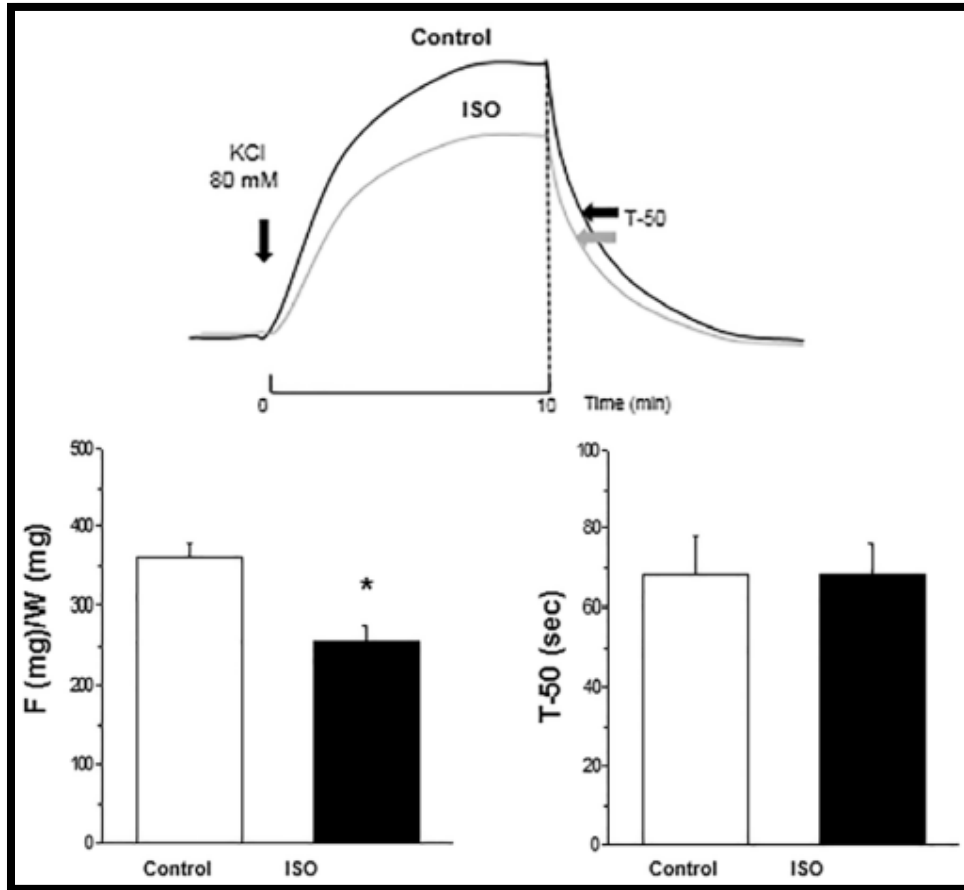 Control
ISO
KCl
80 mM
T-50
0
10
Time (min)
500
400
300
200
100
0
F (mg)/W (mg)
*
Control
ISO
100
80
60
40
20
0
T-50 (sec)
Control
ISO